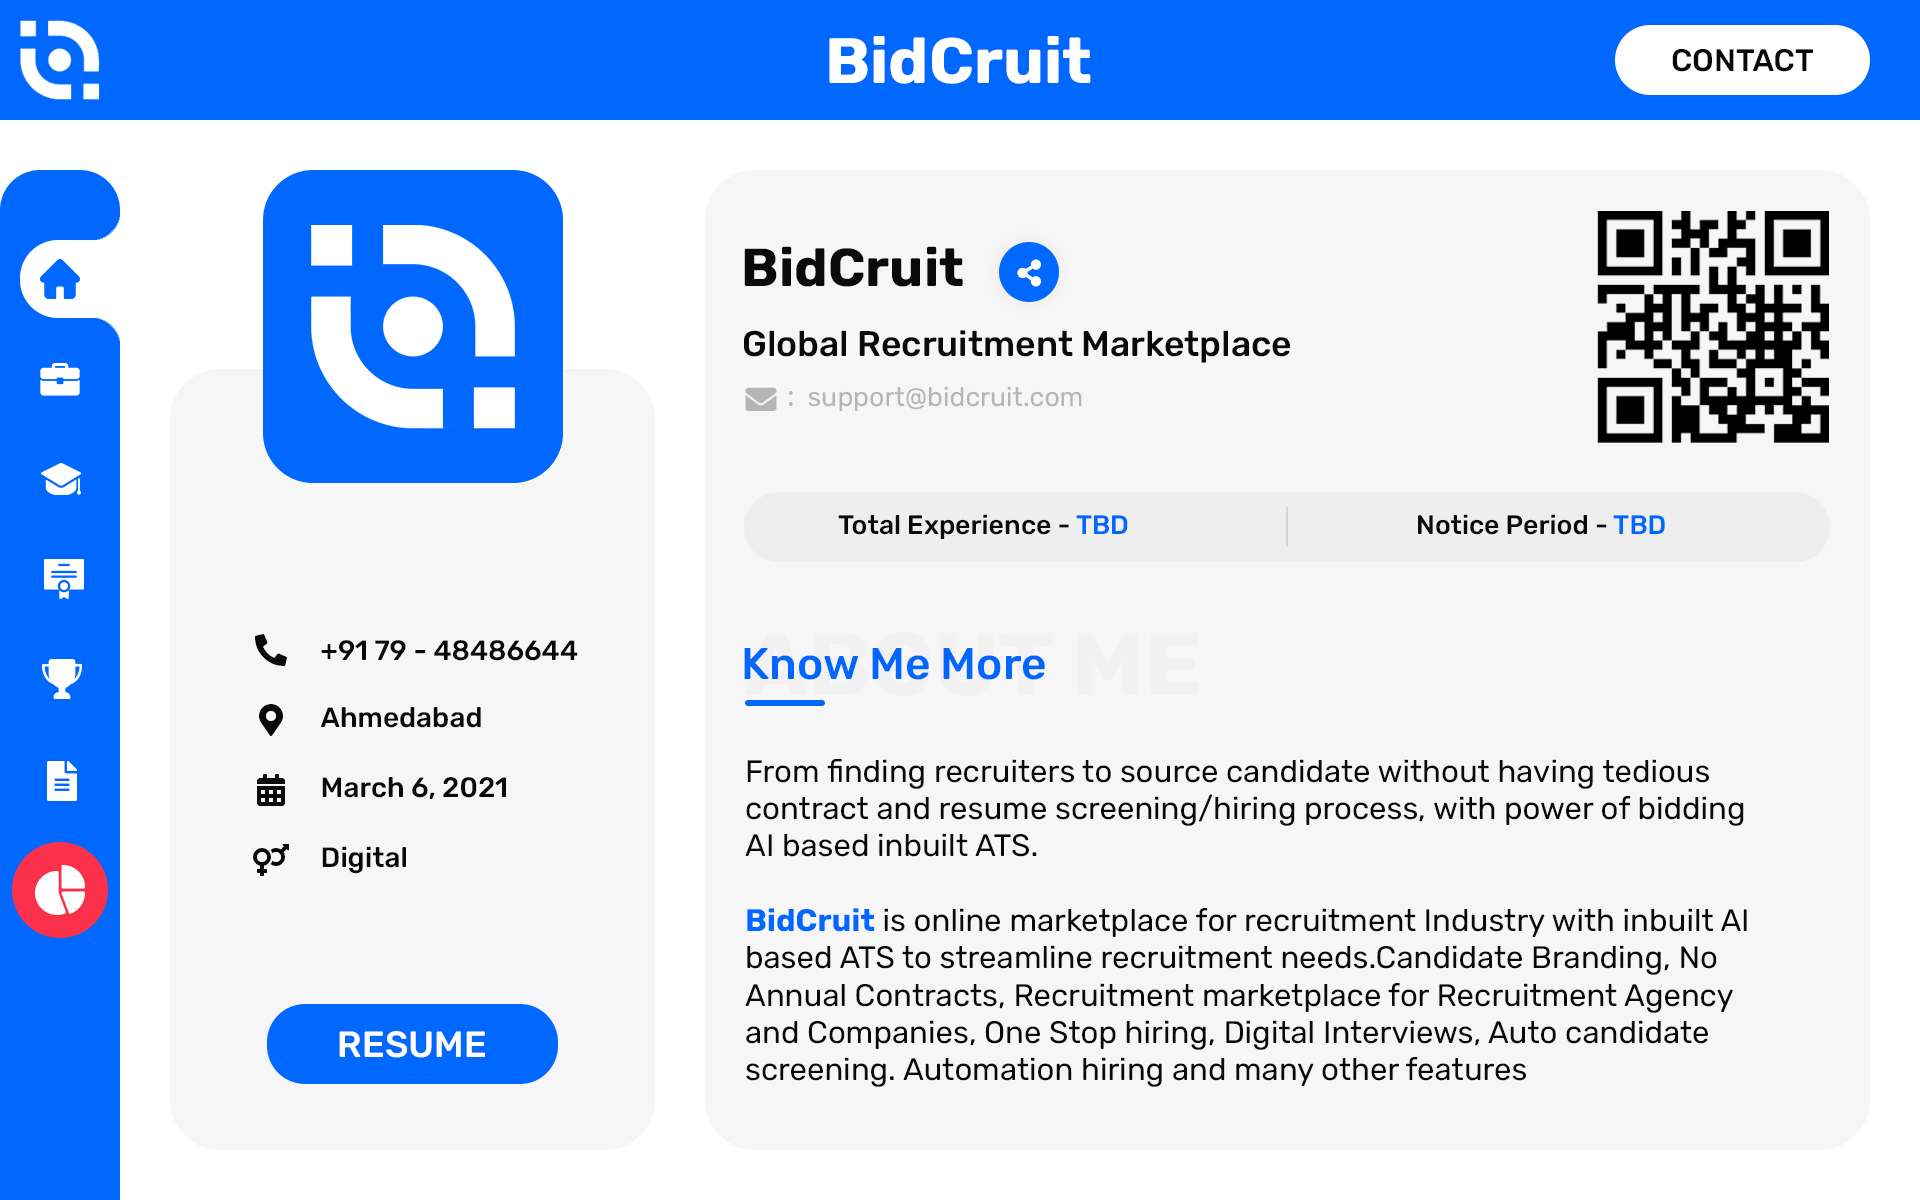 BidCruit
CONTACT
BidCruit
Global Recruitment Marketplace
: support@bidcruit.com
Total Experience - TBD
Notice Period - TBD
+91 79 - 48486644
Ahmedabad
March 6, 2021
Digital
RESUME
ABOUT ME
Know Me More
From finding recruiters to source candidate without having tedious
contract and resume screening/hiring process, with power of bidding
AI based inbuilt ATS.
BidCruit is online marketplace for recruitment Industry with inbuilt AI
based ATS to streamline recruitment needs.Candidate Branding, No
Annual Contracts, Recruitment marketplace for Recruitment Agency
and Companies, One Stop hiring, Digital Interviews, Auto candidate
screening. Automation hiring and many other features